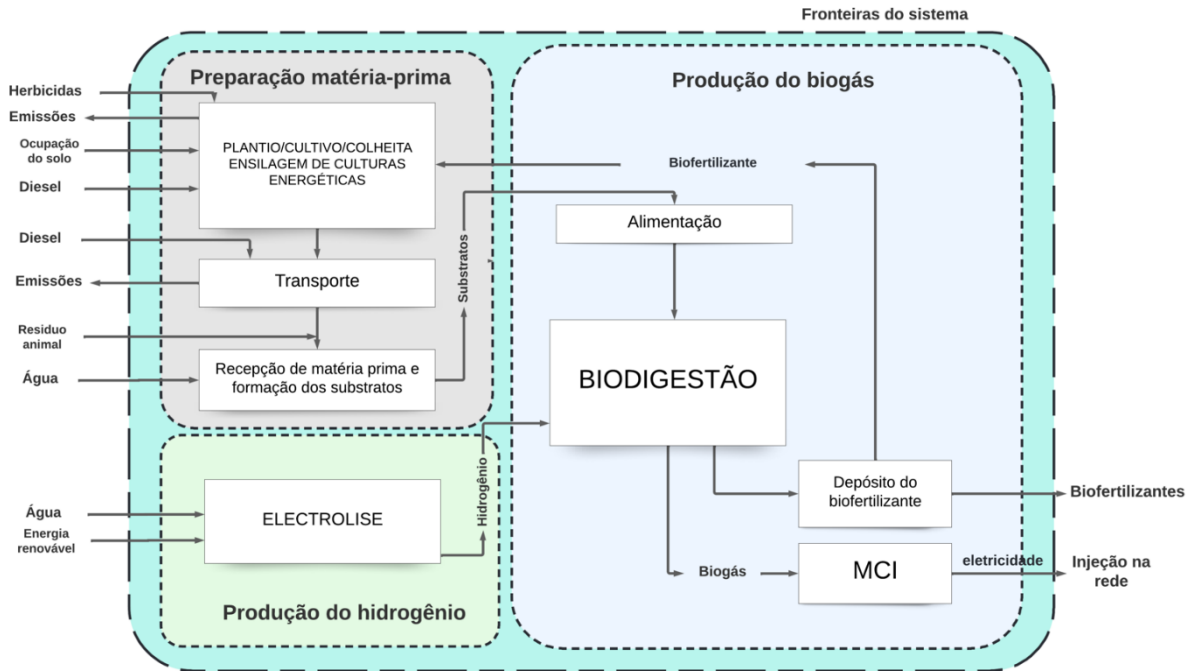 Fronteiras do sistema
Preparação matéria-prima
Herbicidas
Emissões
Ocupação
do solo
Diesel
PLANTIO/CULTIVO/COLHEITA
ENSILAGEM DE CULTURAS
ENERGÉTICAS
Diesel
Emissões
Transporte
Residuo
animal
Água
Recepção de matéria prima e
formação dos substratos
Substratos
Produção do biogás
Biofertilizante
Alimentação
BIODIGESTÃO
Depósito do
biofertilizante
Biofertilizantes
Biogás
MCI
eletricidade
Injeção na
rede
Água
Energia
renovável
ELECTROLISE
Hidrogênio
Produção do hidrogênio